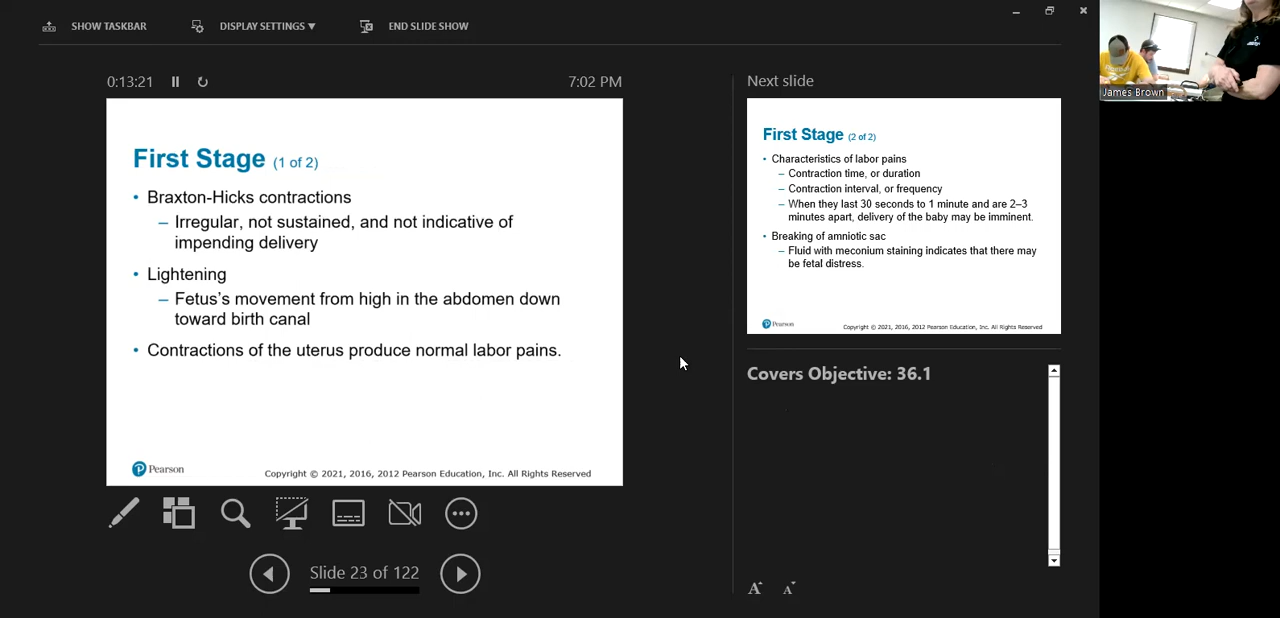 SHOW TASKBAR
DISPLAY SETTINGS ▼
END SLIDE SHOW
0:13:21
7:02 PM
First Stage (1 of 2)
• Braxton-Hicks contractions
– Irregular, not sustained, and not indicative of
impending delivery
• Lightening
– Fetus's movement from high in the abdomen down
toward birth canal
• Contractions of the uterus produce normal labor pains.
Pearson
Copyright © 2021, 2016, 2012 Pearson Education, Inc. All Rights Reserved
Slide 23 of 122
Next slide
First Stage (2 of 2)
• Characteristics of labor pains
– Contraction time, or duration
– Contraction interval, or frequency
– When they last 30 seconds to 1 minute and are 2–3
minutes apart, delivery of the baby may be imminent.
• Breaking of amniotic sac
– Fluid with meconium staining indicates that there may
be fetal distress.
Pearson
Copyright © 2021, 2016, 2012 Pearson Education, Inc. All Rights Reserved
Covers Objective: 36.1
A A
James Brown